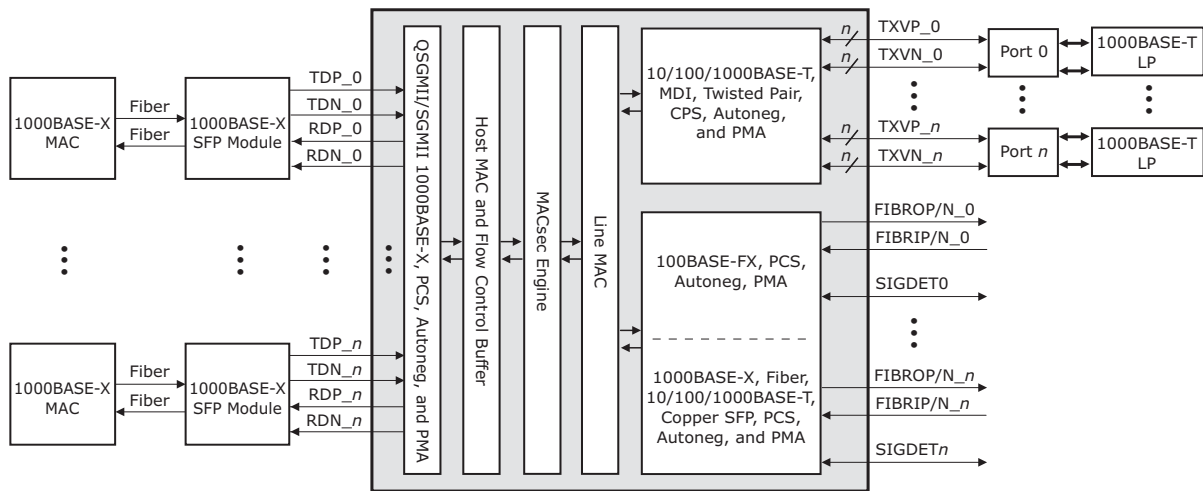 1000BASE-X
MAC
Fiber
Fiber
1000BASE-X
SFP Module
TDP_0
TDN_0
RDP_0
RDN_0
1000BASE-X
MAC
Fiber
Fiber
1000BASE-X
SFP Module
TDP_n
TDN_n
RDP_n
RDN_n
QSGMII/SGMII 1000BASE-X, PCS, Autoneg, and PMA
Host MAC and Flow Control Buffer
MACsec Engine
Line MAC
10/100/1000BASE-T,
MDI, Twisted Pair,
CPS, Autoneg,
and PMA
100BASE-FX, PCS,
Autoneg, PMA
1000BASE-X, Fiber,
10/100/1000BASE-T,
Copper SFP, PCS,
Autoneg, and PMA
n
TXVP_0
n
TXVN_0
n
TXVP_n
n
TXVN_n
Port 0
1000BASE-T
LP
Port n
1000BASE-T
LP
FIBROP/N_0
FIBRIP/N_0
SIGDET0
FIBROP/N_n
FIBRIP/N_n
SIGDETn